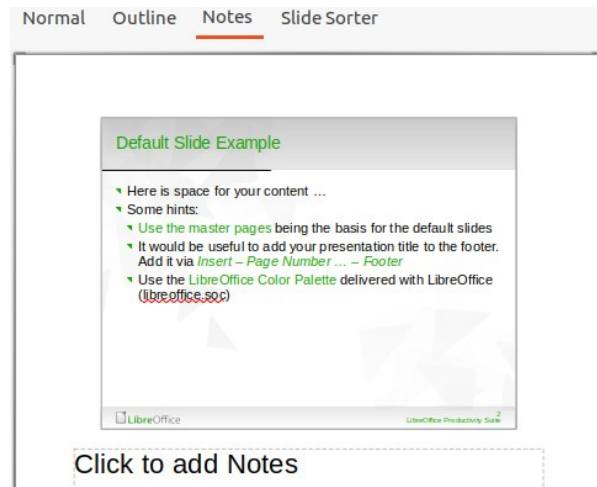 Normal Outline Notes Slide Sorter
Default Slide Example
Here is space for your content …
Some hints:
Use the master pages being the basis for the default slides
It would be useful to add your presentation title to the footer.
Add it via Insert – Page Number … – Footer
Use the LibreOffice Color Palette delivered with LibreOffice
(libreoffice.soc)
2
LibreOffice LibreOffice Productivity Suite
Click to add Notes